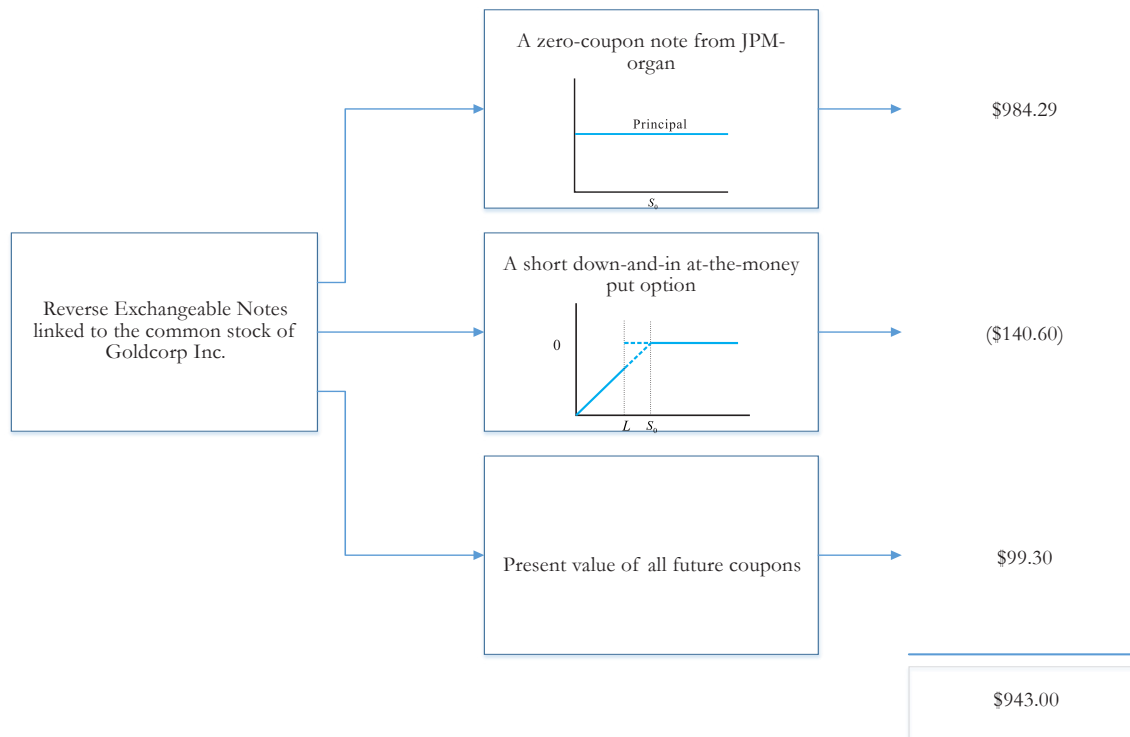 A zero-coupon note from JPM-
organ
Principal
S₀
$984.29
Reverse Exchangeable Notes
linked to the common stock of
Goldcorp Inc.
A short down-and-in at-the-money
put option
0
L S₀
($140.60)
Present value of all future coupons
$99.30
$943.00